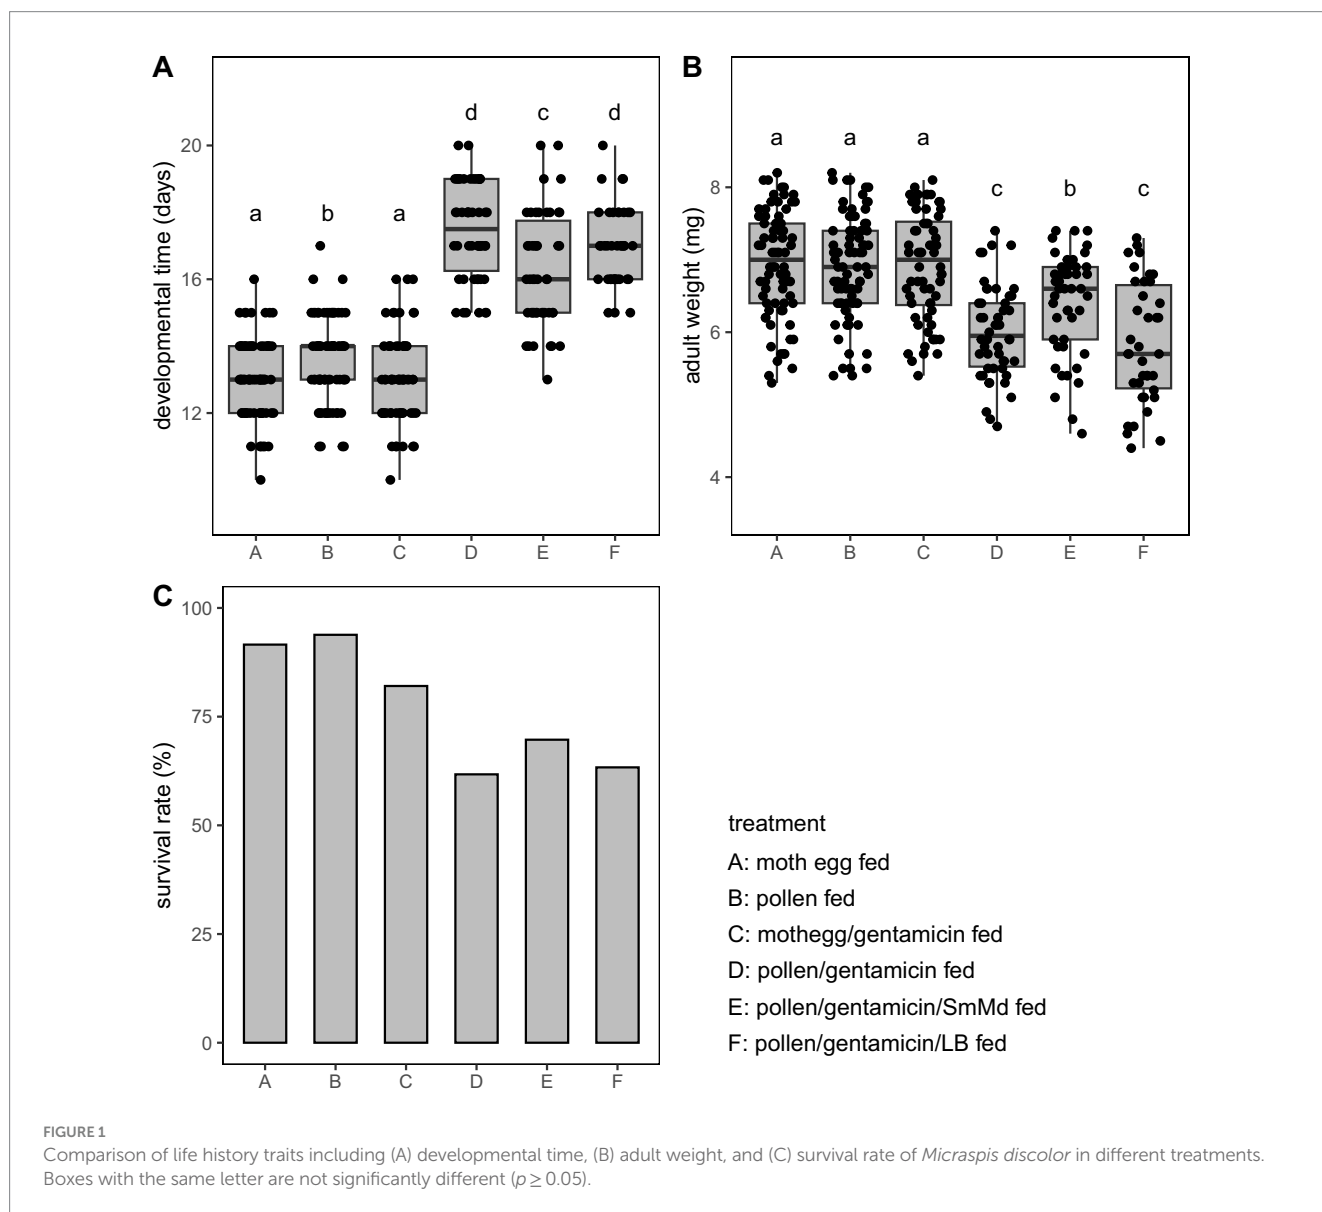 A
developmental time (days)
20
16
12
a
b
a
d
c
d
A B C D E F
B
adult weight (mg)
8
6
4
a
a
a
c
b
c
A B C D E F
C
survival rate (%)
100
75
50
25
0
A B C D E F
treatment
A: moth egg fed
B: pollen fed
C: mothegg/gentamicin fed
D: pollen/gentamicin fed
E: pollen/gentamicin/SmMd fed
F: pollen/gentamicin/LB fed
FIGURE 1
Comparison of life history traits including (A) developmental time, (B) adult weight, and (C) survival rate of Micraspis discolor in different treatments.
Boxes with the same letter are not significantly different (p ≥ 0.05).